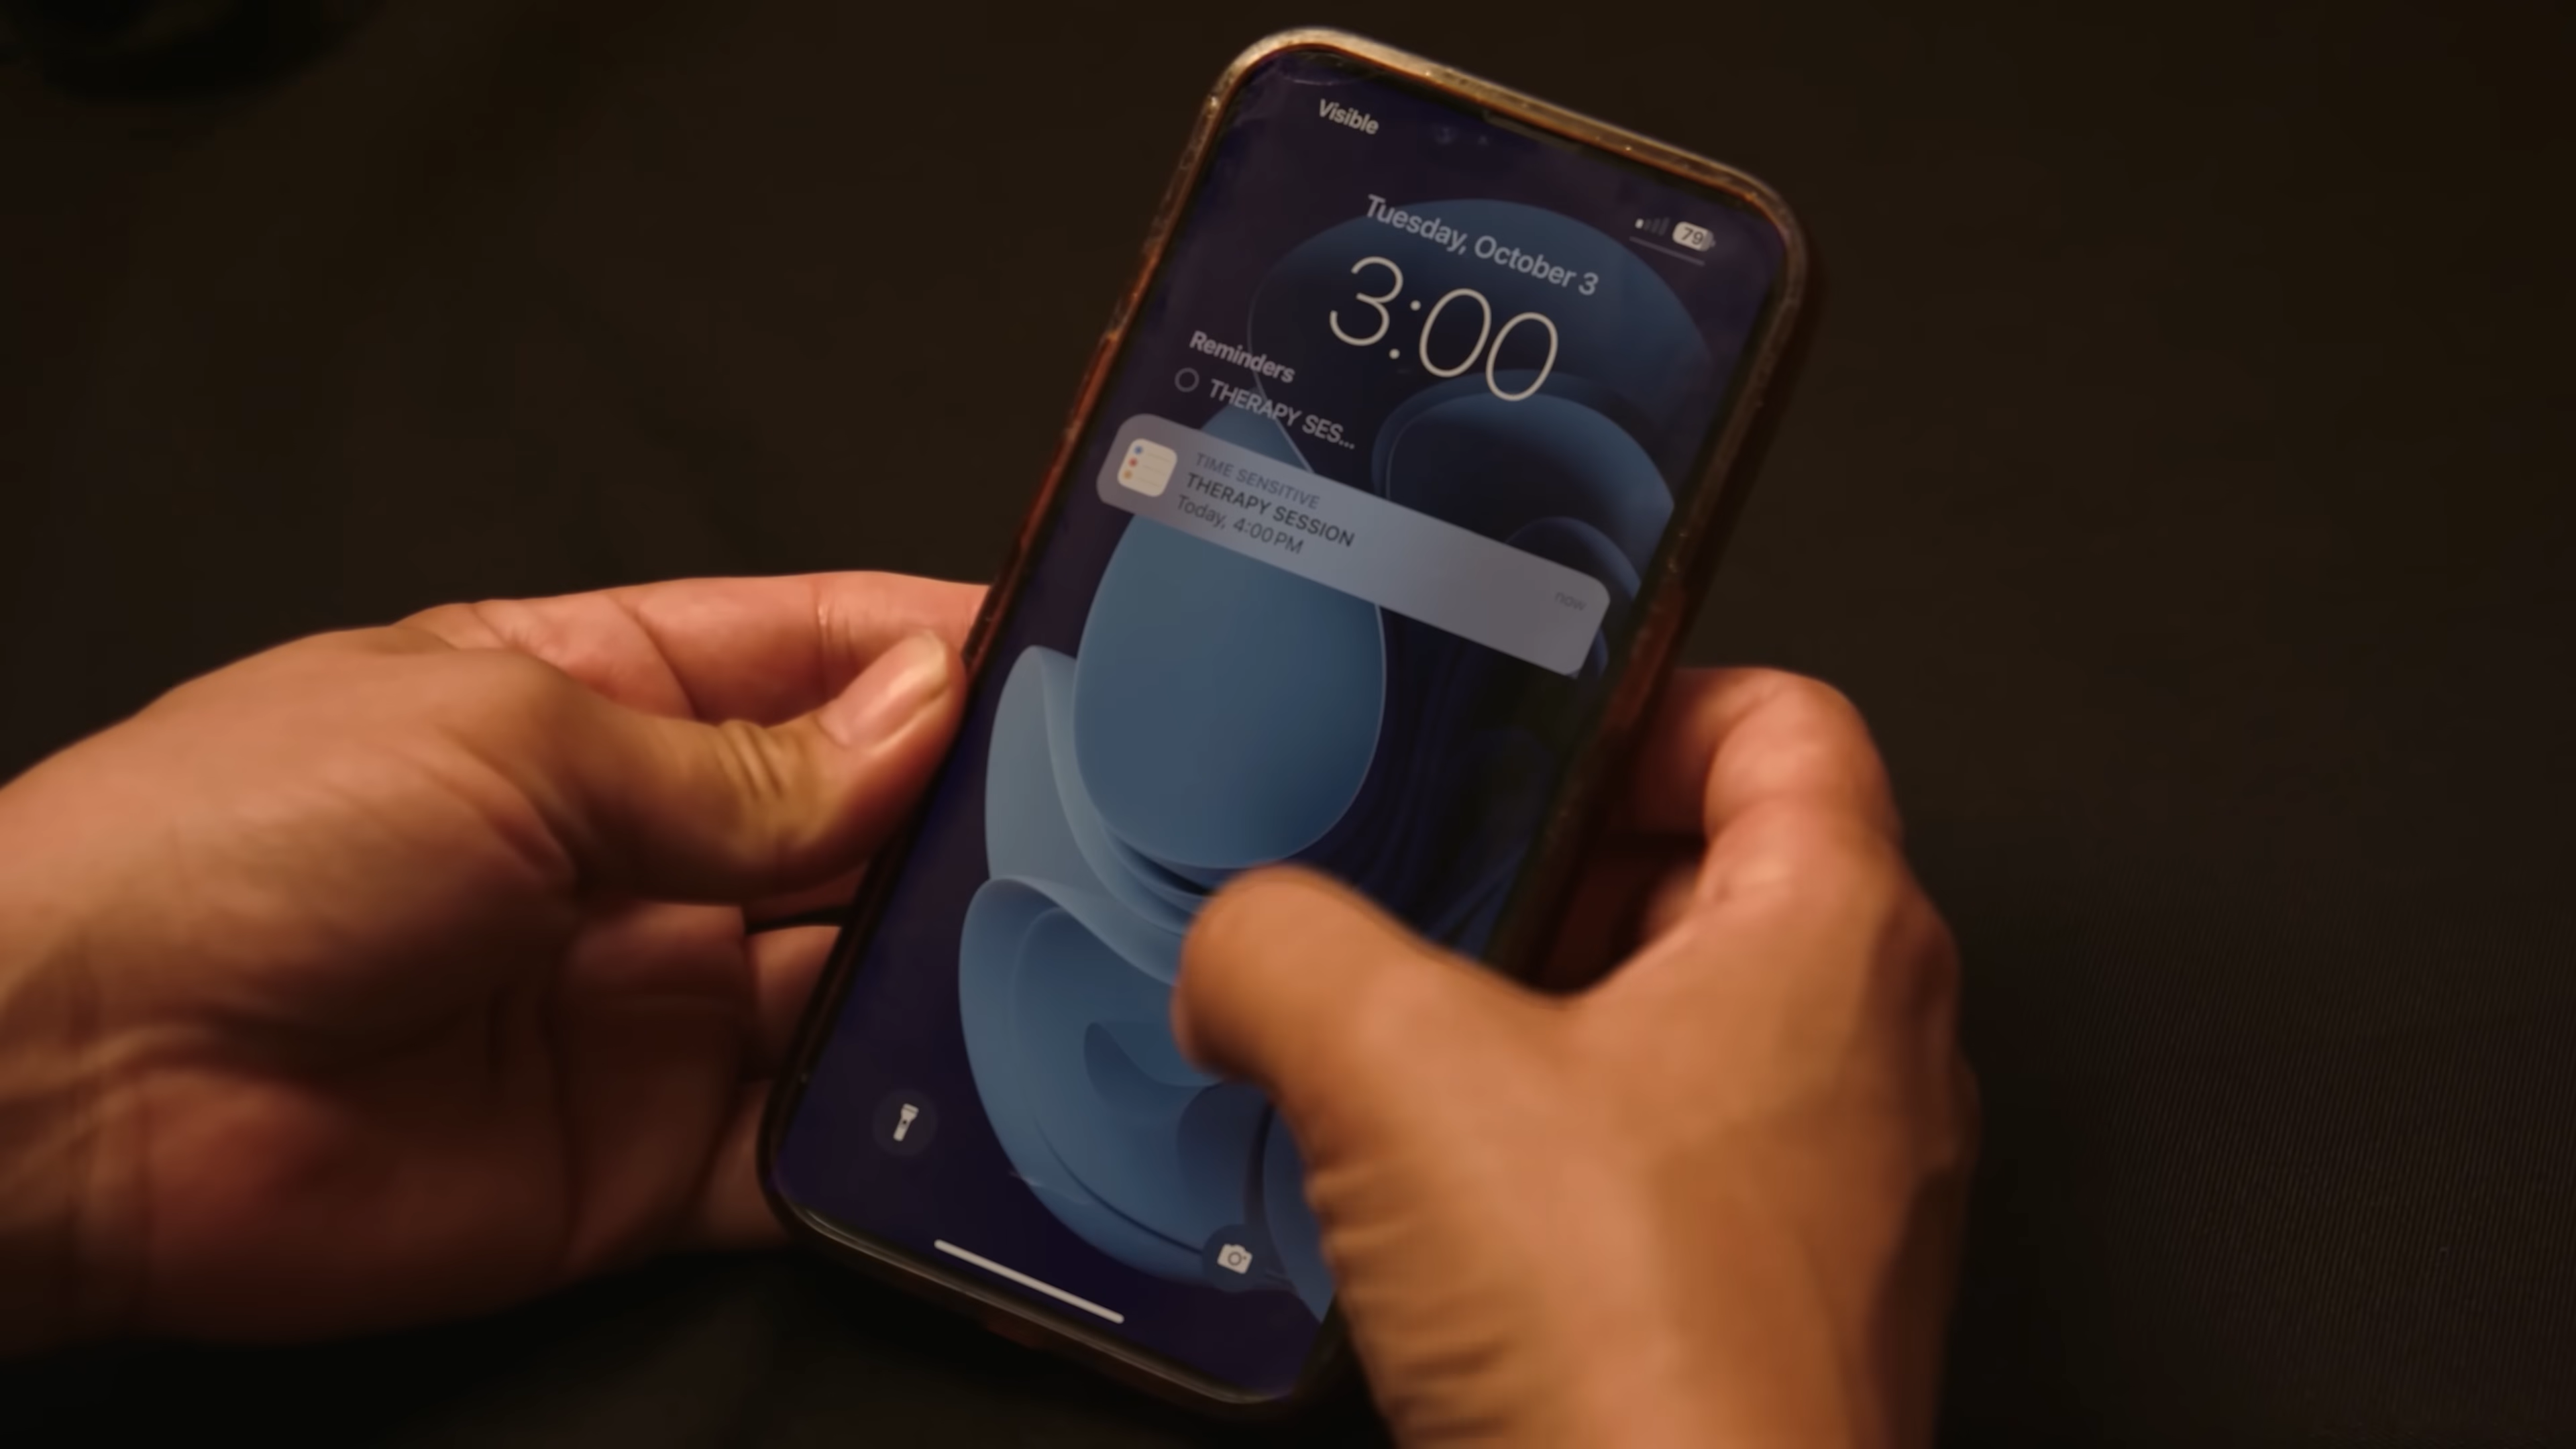 Visible
79
Tuesday, October 3
3:00
Reminders
THERAPY SES...
TIME SENSITIVE
THERAPY SESSION
Today, 4:00 PM
now